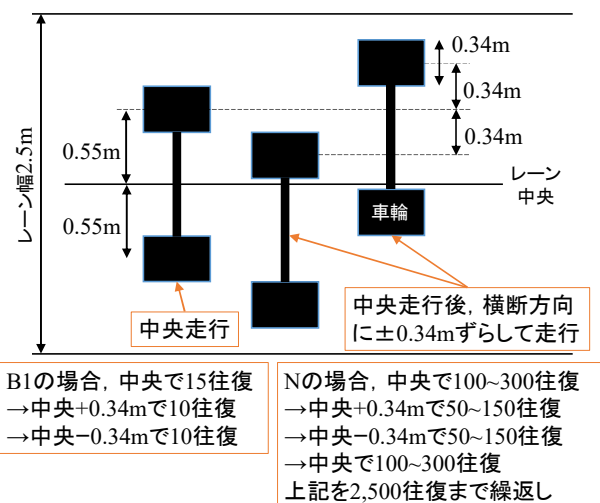 レーン幅2.5m
0.34m
0.34m
0.34m
0.55m
0.55m
レーン
中央
車輪
中央走行
中央走行後，横断方向
に±0.34mずらして走行
B1の場合，中央で15往復
→中央+0.34mで10往復
→中央−0.34mで10往復
Nの場合，中央で100~300往復
→中央+0.34mで50~150往復
→中央−0.34mで50~150往復
→中央で100~300往復
上記を2,500往復まで繰返し